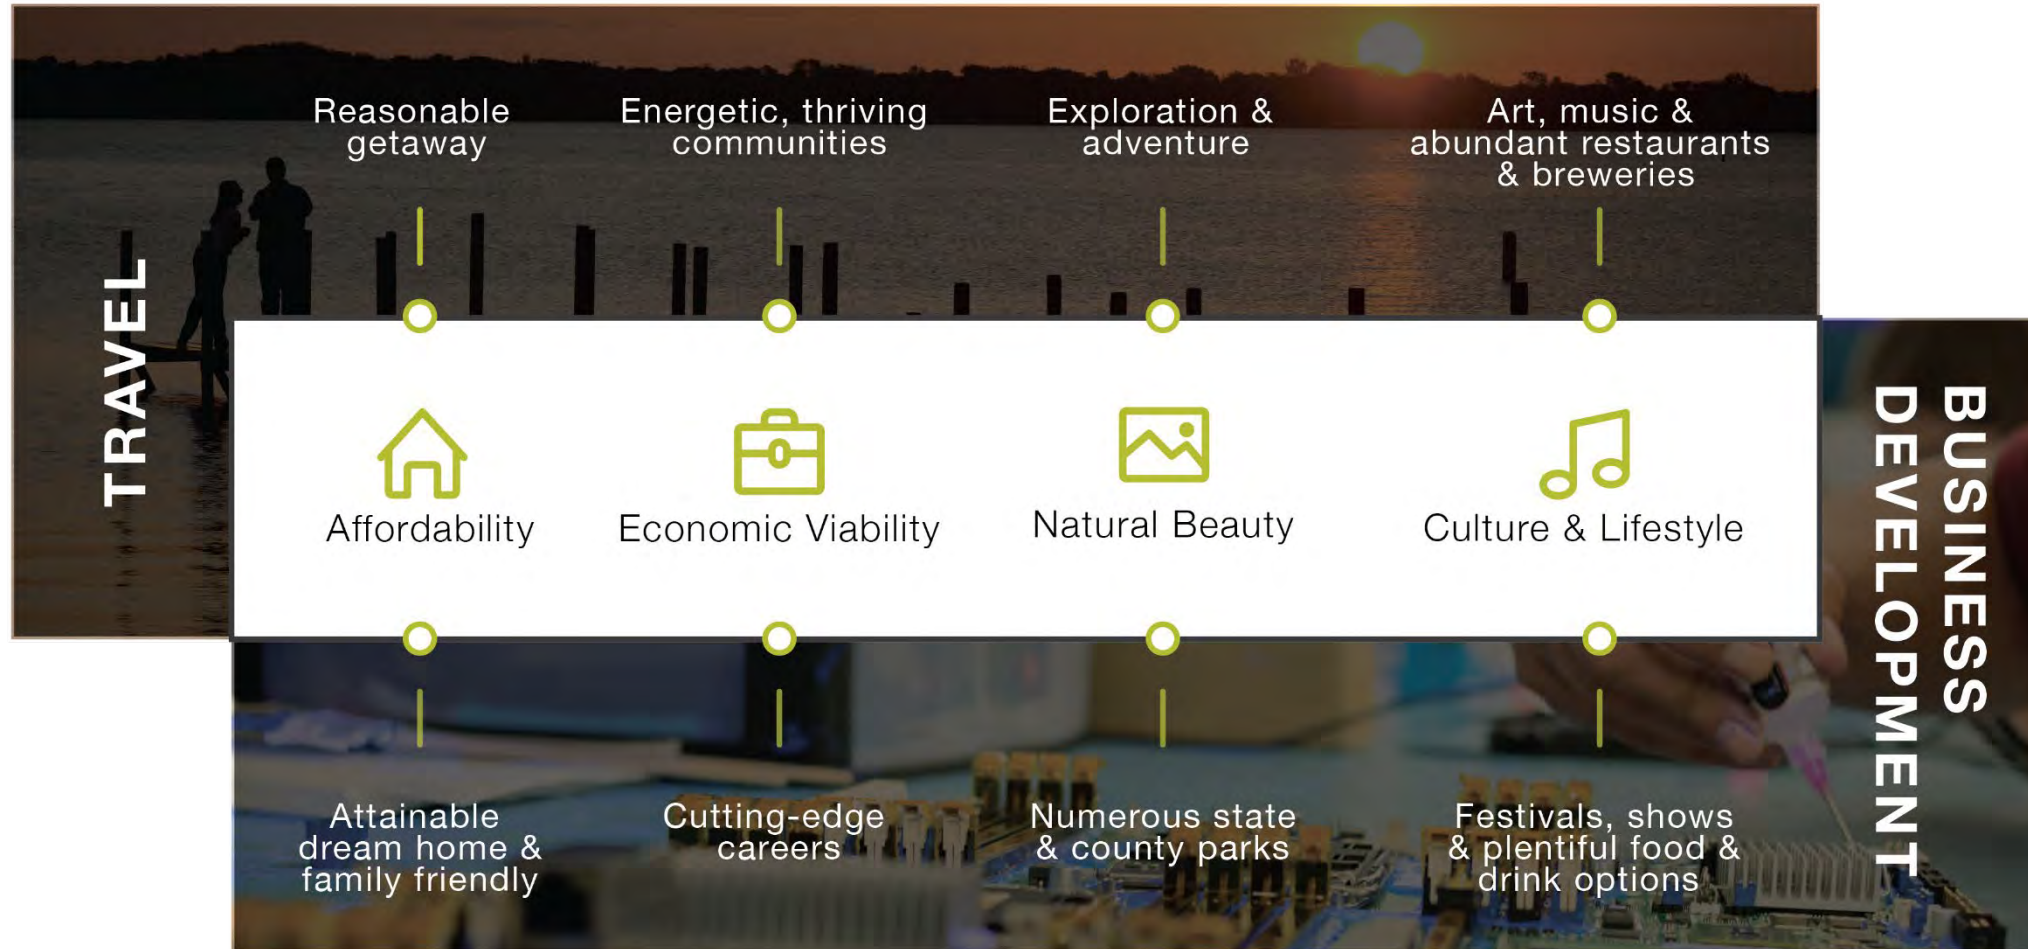 TRAVEL
Reasonable
getaway
Energetic, thriving
communities
Exploration &
adventure
Art, music &
abundant restaurants
& breweries
Affordability
Economic Viability
Natural Beauty
Culture & Lifestyle
BUSINESS
DEVELOPMENT
Attainable
dream home &
family friendly
Cutting-edge
careers
Numerous state
& county parks
Festivals, shows
& plentiful food &
drink options